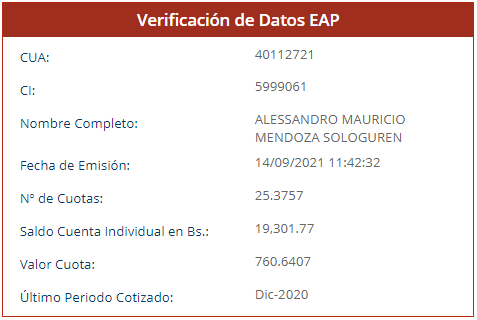 Verificación de Datos EAP
CUA: 40112721
CI: 5999061
Nombre Completo: ALESSANDRO MAURICIO
MENDOZA SOLOGUREN
Fecha de Emisión: 14/09/2021 11:42:32
Nº de Cuotas: 25.3757
Saldo Cuenta Individual en Bs.: 19,301.77
Valor Cuota: 760.6407
Último Periodo Cotizado: Dic-2020